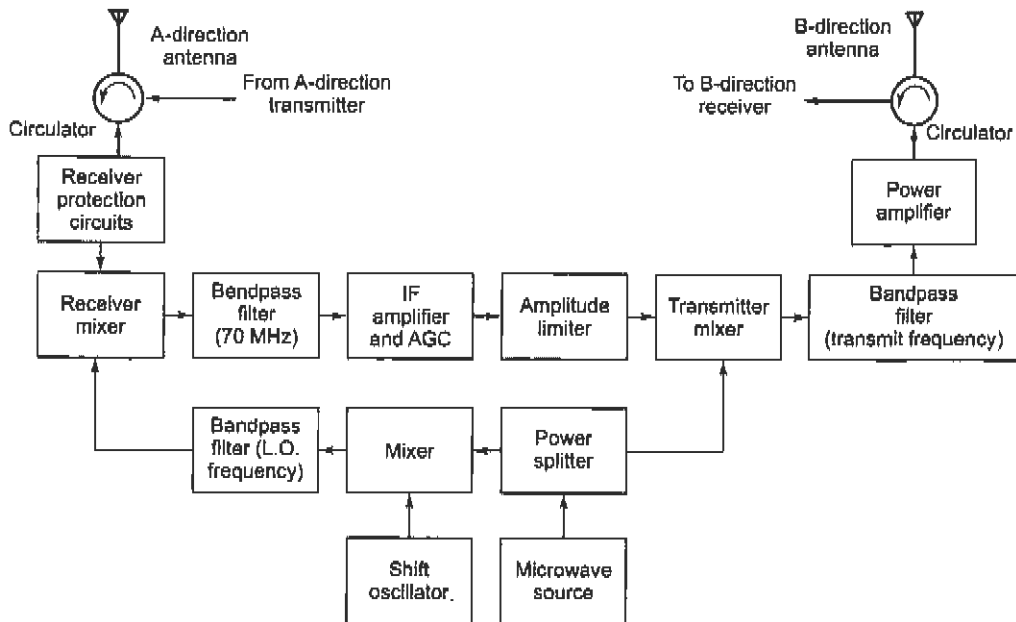 A-direction
antenna
B-direction
antenna
From A-direction
transmitter
To B-direction
receiver
Circulator
Circulator
Receiver
protection
circuits
Power
amplifier
Receiver
mixer
Bendpass
filter
(70 MHz)
IF
amplifier
and AGC
Amplitude
limiter
Transmitter
mixer
Bandpass
filter
(transmit frequency)
Bandpass
filter (L.O.
frequency)
Mixer
Power
splitter
Shift
oscillator.
Microwave
source